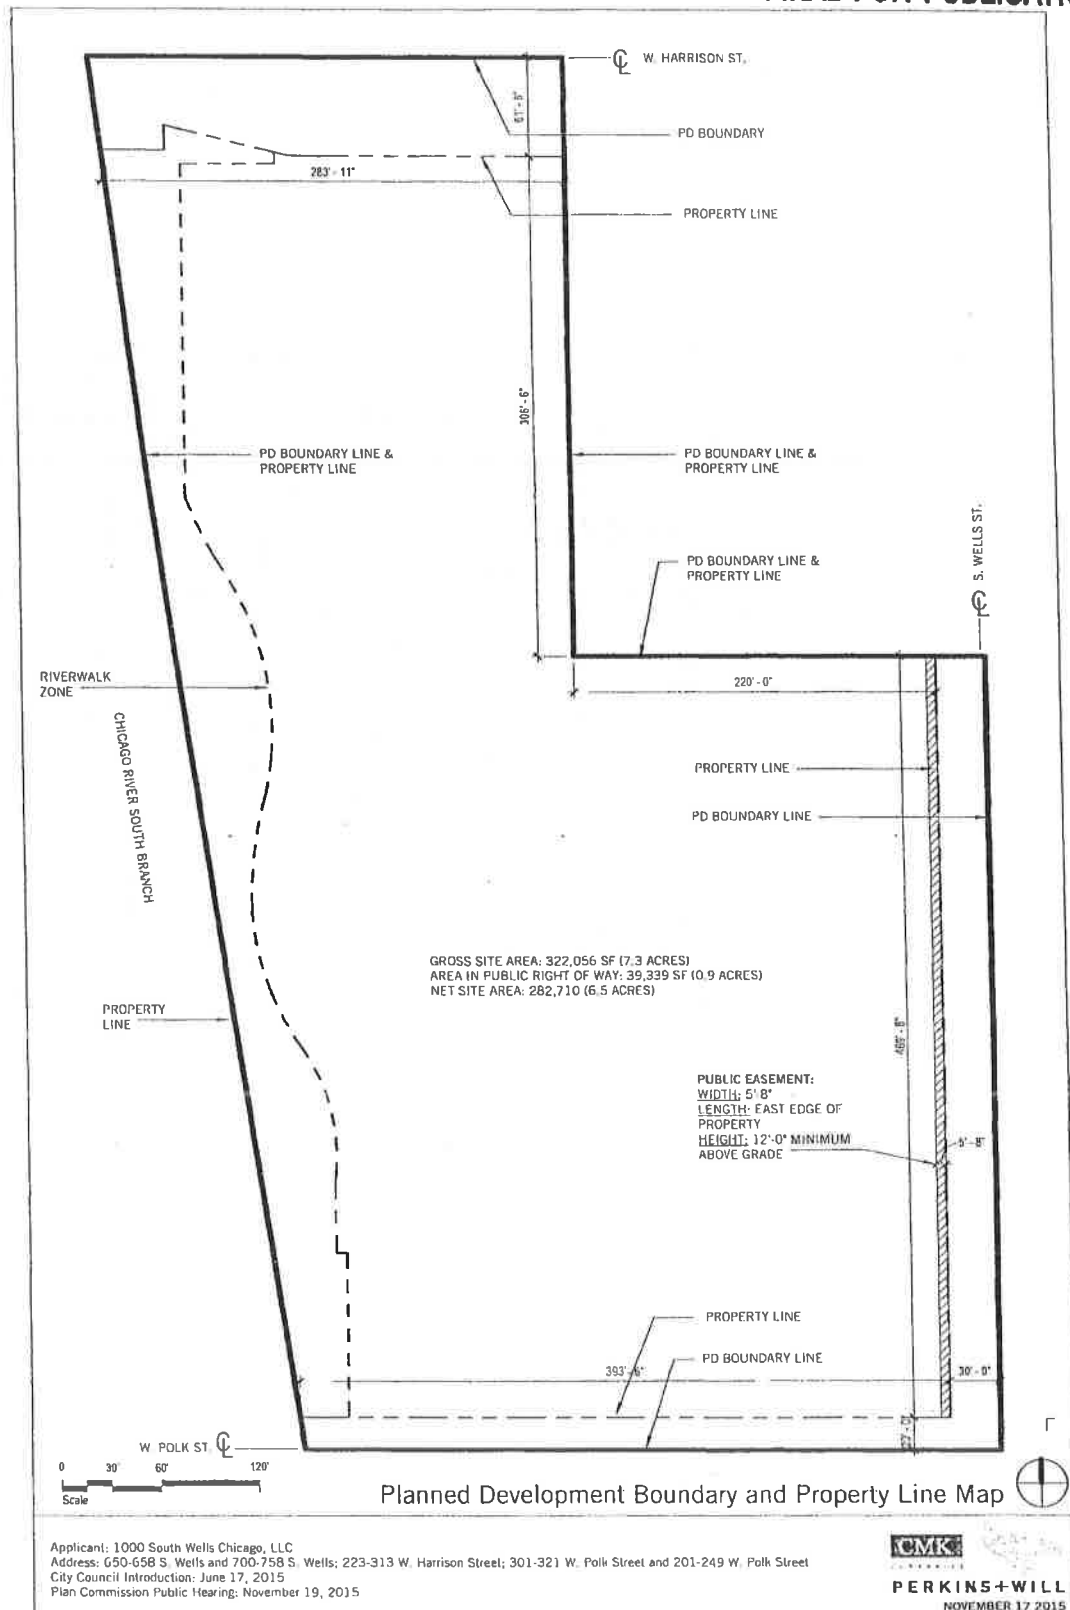 W. HARRISON ST.
61'-6"
PD BOUNDARY
283'-11"
PROPERTY LINE
306'-6"
PD BOUNDARY LINE &
PROPERTY LINE
PD BOUNDARY LINE &
PROPERTY LINE
PD BOUNDARY LINE &
PROPERTY LINE
S. WELLS ST.
RIVERWALK
ZONE
220'-0"
CHICAGO RIVER SOUTH BRANCH
PROPERTY LINE
PD BOUNDARY LINE
GROSS SITE AREA: 322,056 SF (7.3 ACRES)
AREA IN PUBLIC RIGHT OF WAY: 39,339 SF (0.9 ACRES)
NET SITE AREA: 282,710 (6.5 ACRES)
PROPERTY
LINE
PUBLIC EASEMENT:
WIDTH: 5'8"
LENGTH: EAST EDGE OF
PROPERTY
HEIGHT: 12'-0" MINIMUM
ABOVE GRADE
5'-8"
PROPERTY LINE
PD BOUNDARY LINE
393'-6"
30'-0"
W. POLK ST.
0 30' 60' 120'
Scale
Planned Development Boundary and Property Line Map
Applicant: 1000 South Wells Chicago, LLC
Address: 650-658 S. Wells and 700-758 S. Wells; 223-313 W. Harrison Street; 301-321 W. Polk Street and 201-249 W. Polk Street
City Council Introduction: June 17, 2015
Plan Commission Public Hearing: November 19, 2015
CMK
PERKINS+WILL
NOVEMBER 17 2015